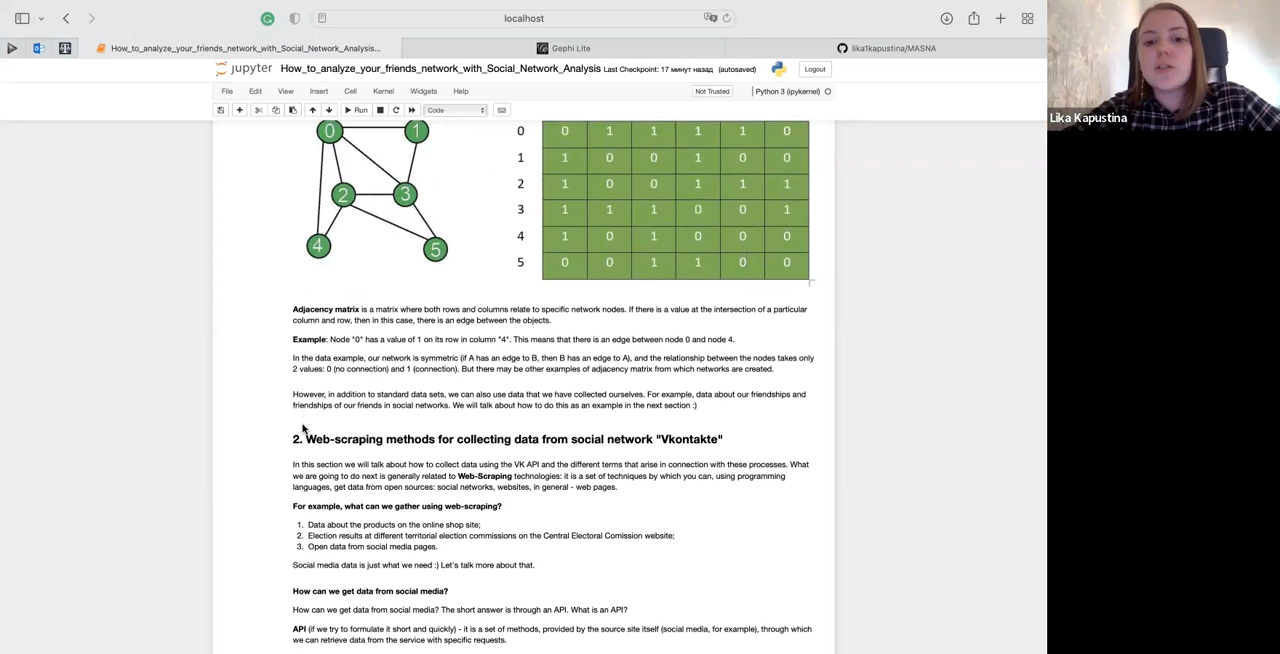 localhost
How_to_analyze_your_friends_network_with_Social_Network_Analysis...
Gephi Lite
lika1kapustina/MASNA
jupyter How_to_analyze_your_friends_network_with_Social_Network_Analysis Last Checkpoint: 17 минут назад (autosaved)
Logout
File Edit View Insert Cell Kernel Widgets Help
Not Trusted
Python 3 (ipykernel)
Run
Code
0 1
2 3
4 5
0 0 1 1 1 1 0
1 1 0 0 1 0 0
2 1 0 0 1 1 1
3 1 1 1 0 0 1
4 1 0 1 0 0 0
5 0 0 1 1 0 0
Adjacency matrix is a matrix where both rows and columns relate to specific network nodes. If there is a value at the intersection of a particular
column and row, then in this case, there is an edge between the objects.
Example: Node "0" has a value of 1 on its row in column "4". This means that there is an edge between node 0 and node 4.
In the data example, our network is symmetric (if A has an edge to B, then B has an edge to A), and the relationship between the nodes takes only
2 values: 0 (no connection) and 1 (connection). But there may be other examples of adjacency matrix from which networks are created.
However, in addition to standard data sets, we can also use data that we have collected ourselves. For example, data about our friendships and
friendships of our friends in social networks. We will talk about how to do this as an example in the next section :)
2. Web-scraping methods for collecting data from social network "Vkontakte"
In this section we will talk about how to collect data using the VK API and the different terms that arise in connection with these processes. What
we are going to do next is generally related to Web-Scraping technologies: it is a set of techniques by which you can, using programming
languages, get data from open sources: social networks, websites, in general - web pages.
For example, what can we gather using web-scraping?
1. Data about the products on the online shop site;
2. Election results at different territorial election commissions on the Central Electoral Comission website;
3. Open data from social media pages.
Social media data is just what we need :) Let's talk more about that.
How can we get data from social media?
How can we get data from social media? The short answer is through an API. What is an API?
API (if we try to formulate it short and quickly) - it is a set of methods, provided by the source site itself (social media, for example), through which
we can retrieve data from the service with specific requests.
Lika Kapustina